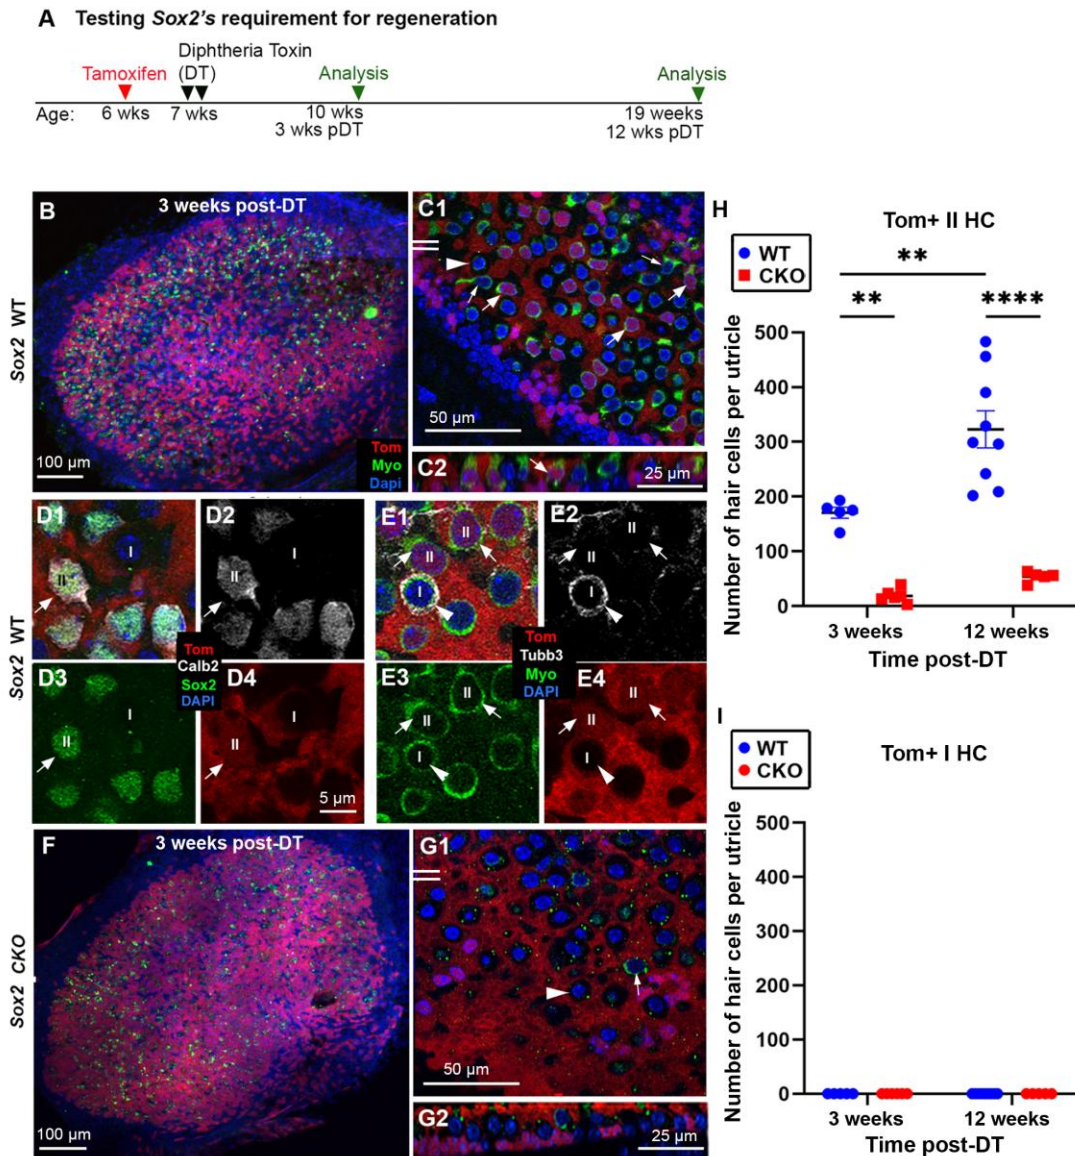 A Testing Sox2's requirement for regeneration
Diphtheria Toxin
Tamoxifen (DT) Analysis Analysis
Age: 6 wks 7 wks 10 wks 19 weeks
3 wks pDT 12 wks pDT
Sox2 WT
B 3 weeks post-DT
100 µm
Tom
Myo
Dapi
C1
50 µm
C2
25 µm
Sox2 WT
D1
I
II
D2
I
II
Tom
Calb2
Sox2
DAPI
D3
I
II
D4
I
II
5 µm
E1
II
II
I
E2
II
II
I
Tom
Tubb3
Myo
DAPI
E3
II
II
I
E4
II
II
I
Sox2 CKO
F 3 weeks post-DT
100 µm
G1
50 µm
G2
25 µm
H
Tom+ II HC
WT
CKO
**
** ****
Number of hair cells per utricle
500
400
300
200
100
0
3 weeks 12 weeks
Time post-DT
I
Tom+ I HC
WT
CKO
Number of hair cells per utricle
500
400
300
200
100
0
3 weeks 12 weeks
Time post-DT